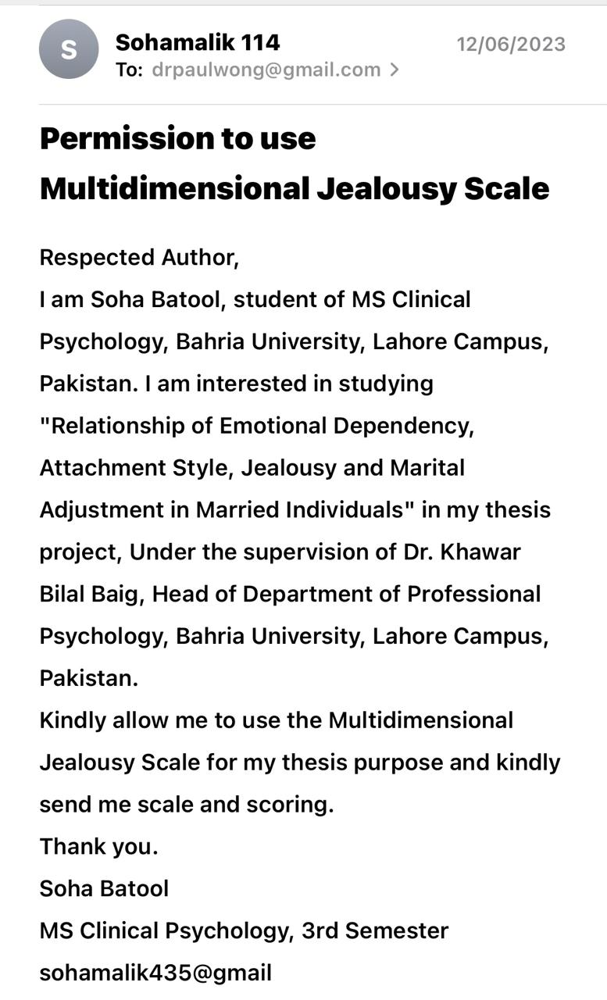 S
Sohamalik 114
12/06/2023
To: drpaulwong@gmail.com >
Permission to use
Multidimensional Jealousy Scale
Respected Author,
I am Soha Batool, student of MS Clinical
Psychology, Bahria University, Lahore Campus,
Pakistan. I am interested in studying
"Relationship of Emotional Dependency,
Attachment Style, Jealousy and Marital
Adjustment in Married Individuals" in my thesis
project, Under the supervision of Dr. Khawar
Bilal Baig, Head of Department of Professional
Psychology, Bahria University, Lahore Campus,
Pakistan.
Kindly allow me to use the Multidimensional
Jealousy Scale for my thesis purpose and kindly
send me scale and scoring.
Thank you.
Soha Batool
MS Clinical Psychology, 3rd Semester
sohamalik435@gmail